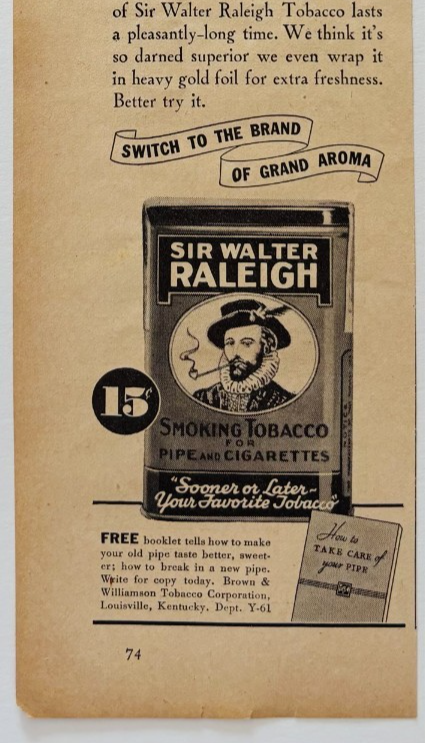 of Sir Walter Raleigh Tobacco lasts
a pleasantly-long time. We think it's
so darned superior we even wrap it
in heavy gold foil for extra freshness.
Better try it.
SWITCH TO THE BRAND
OF GRAND AROMA
SIR WALTER
RALEIGH
15¢
SMOKING TOBACCO
FOR
PIPE AND CIGARETTES
"Sooner or Later~
Your Favorite Tobacco"
FREE booklet tells how to make
your old pipe taste better, sweet-
er; how to break in a new pipe.
Write for copy today. Brown &
Williamson Tobacco Corporation,
Louisville, Kentucky. Dept. Y-61
How to
TAKE CARE of
your PIPE
74